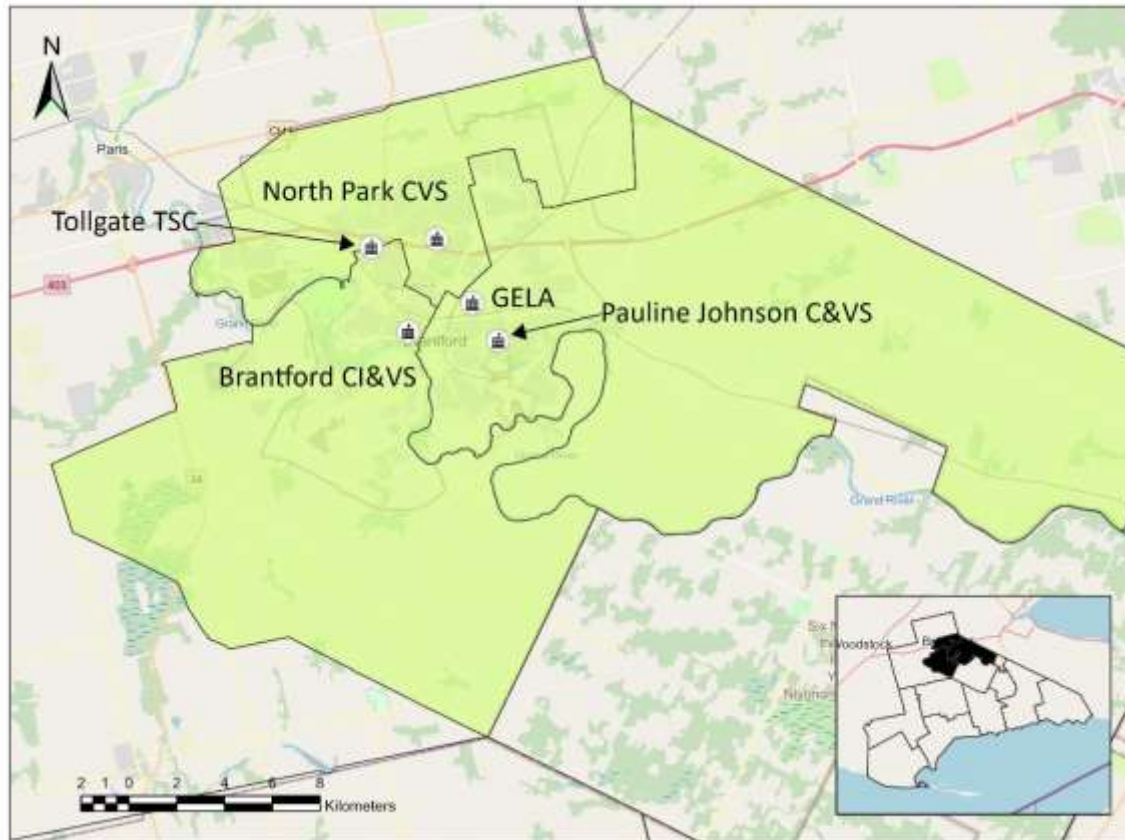 N
Paris
North Park CVS
Tollgate TSC
403
GELA
Pauline Johnson C&VS
Brantford CI&VS
24
Grand River
Woodstock
2 1 0 2 4 6 8
Kilometers